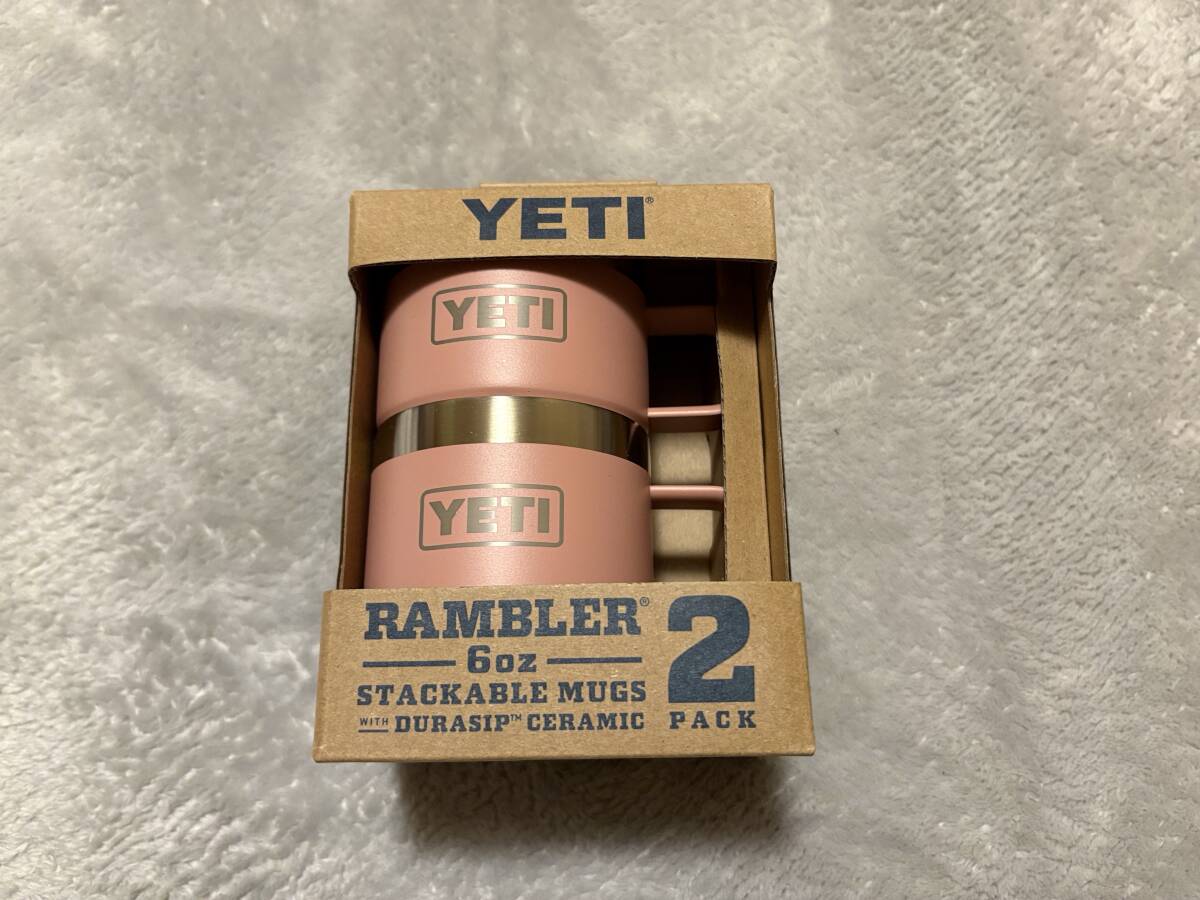 YETI®
YETI
YETI
RAMBLER®
6oz
STACKABLE MUGS
WITH DURASIP™ CERAMIC
2
PACK